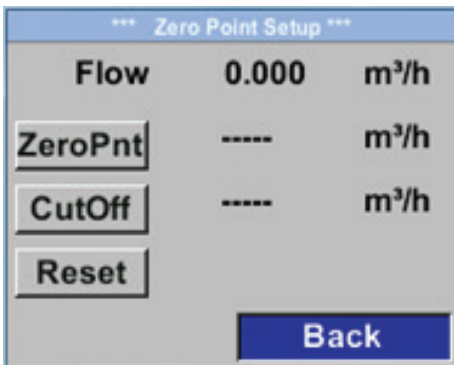 *** Zero Point Setup ***
Flow 0.000 m³/h
ZeroPnt ----- m³/h
CutOff ----- m³/h
Reset
Back